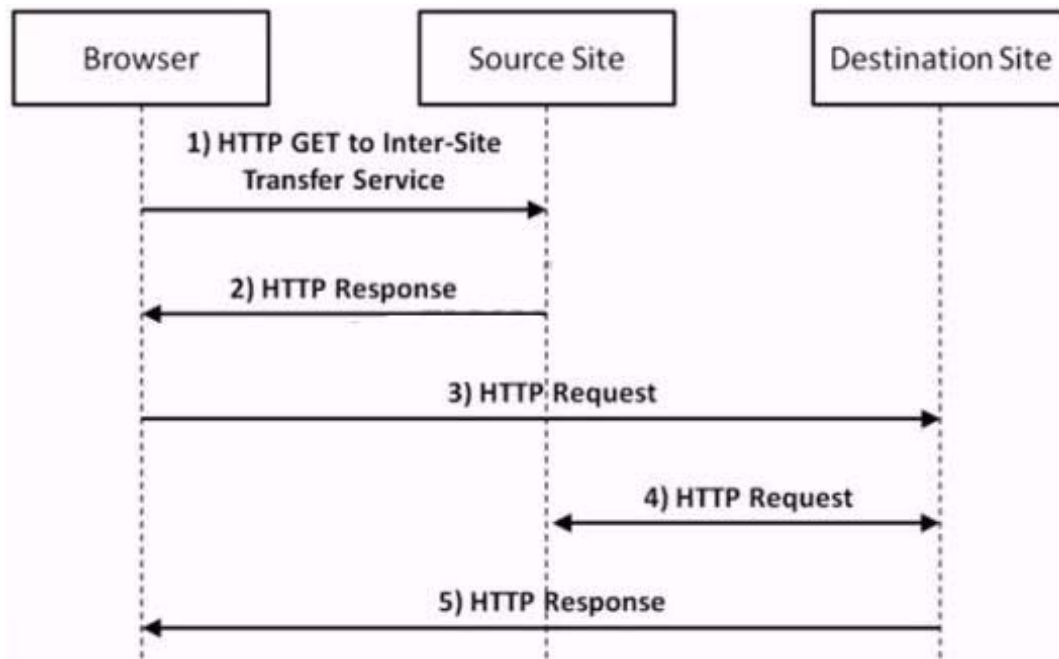 Browser
Source Site
Destination Site
1) HTTP GET to Inter-Site
Transfer Service
2) HTTP Response
3) HTTP Request
4) HTTP Request
5) HTTP Response